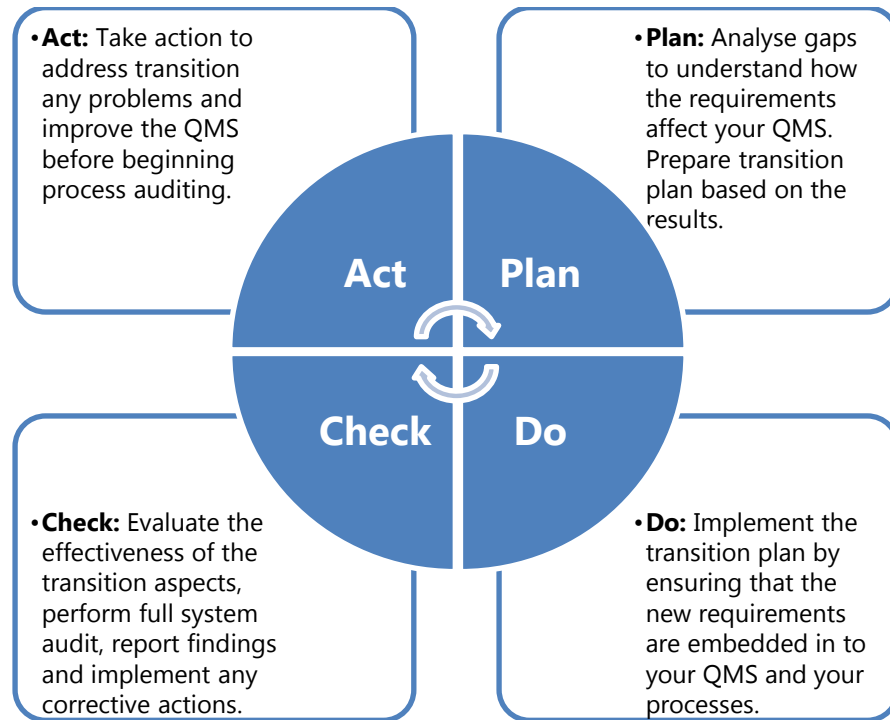 •Act: Take action to
address transition
any problems and
improve the QMS
before beginning
process auditing.
•Plan: Analyse gaps
to understand how
the requirements
affect your QMS.
Prepare transition
plan based on the
results.
Act
Plan
Check
Do
•Check: Evaluate the
effectiveness of the
transition aspects,
perform full system
audit, report findings
and implement any
corrective actions.
•Do: Implement the
transition plan by
ensuring that the
new requirements
are embedded in to
your QMS and your
processes.